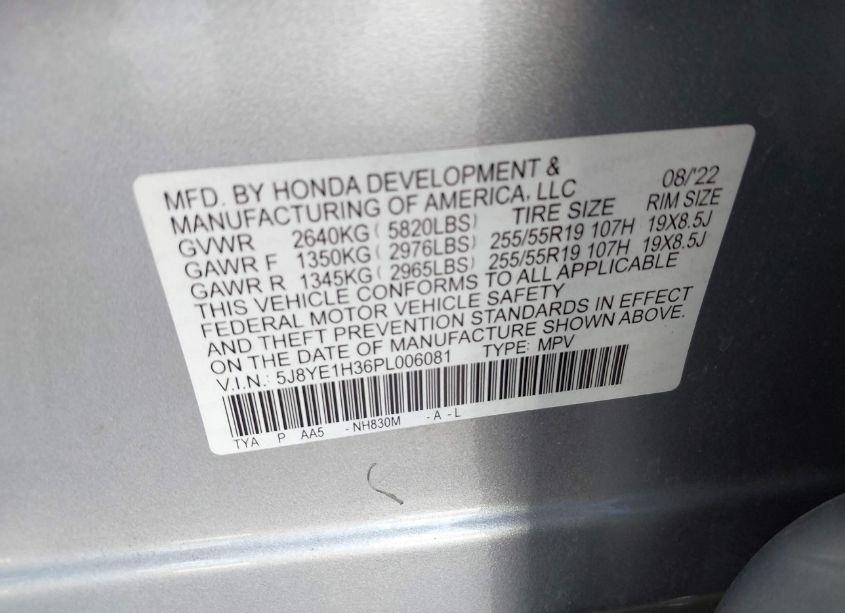 MFD. BY HONDA DEVELOPMENT & 08/'22
MANUFACTURING OF AMERICA, LLC
TIRE SIZE RIM SIZE
GVWR 2640KG ( 5820LBS)
GAWR F 1350KG ( 2976LBS) 255/55R19 107H 19X8.5J
GAWR R 1345KG ( 2965LBS) 255/55R19 107H 19X8.5J
THIS VEHICLE CONFORMS TO ALL APPLICABLE
FEDERAL MOTOR VEHICLE SAFETY
AND THEFT PREVENTION STANDARDS IN EFFECT
ON THE DATE OF MANUFACTURE SHOWN ABOVE.
V.I.N.: 5J8YE1H36PL006081 TYPE: MPV
TYA P AA5 - NH830M - A - L